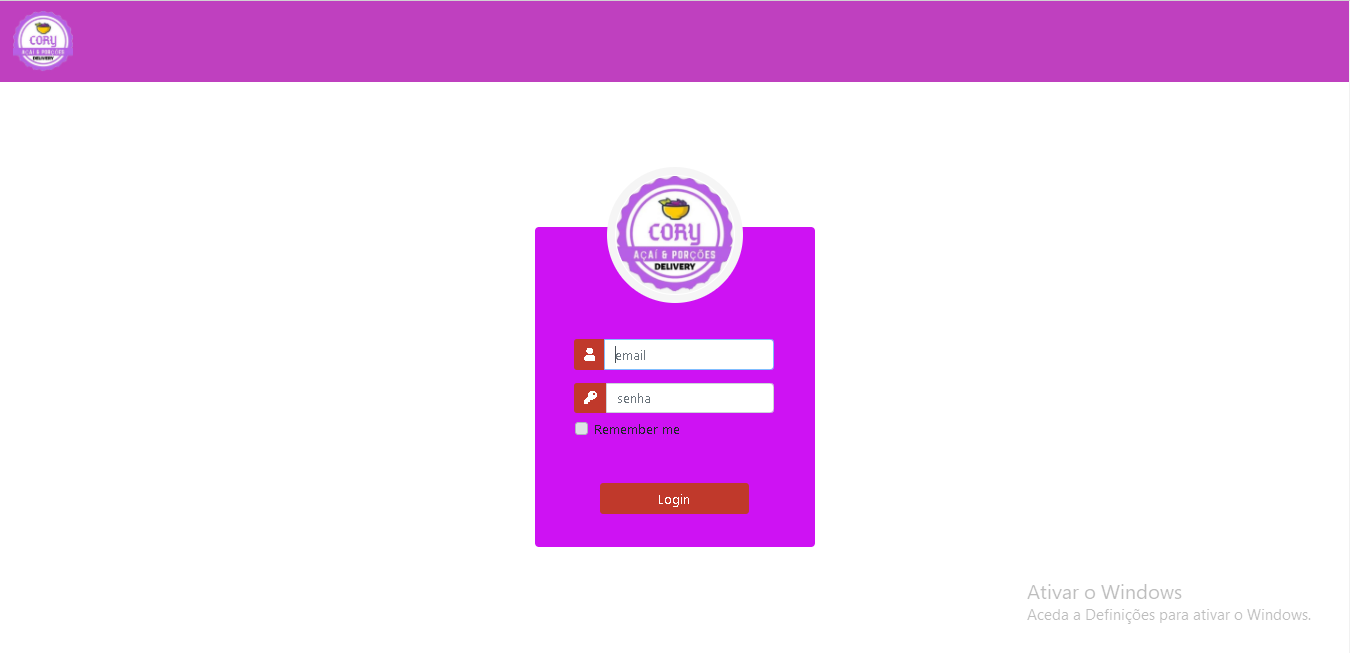 CORY
AÇAÍ & PORÇÕES
DELIVERY
CORY
AÇAÍ & PORÇÕES
DELIVERY
email
senha
Remember me
Login
Ativar o Windows
Aceda a Definições para ativar o Windows.